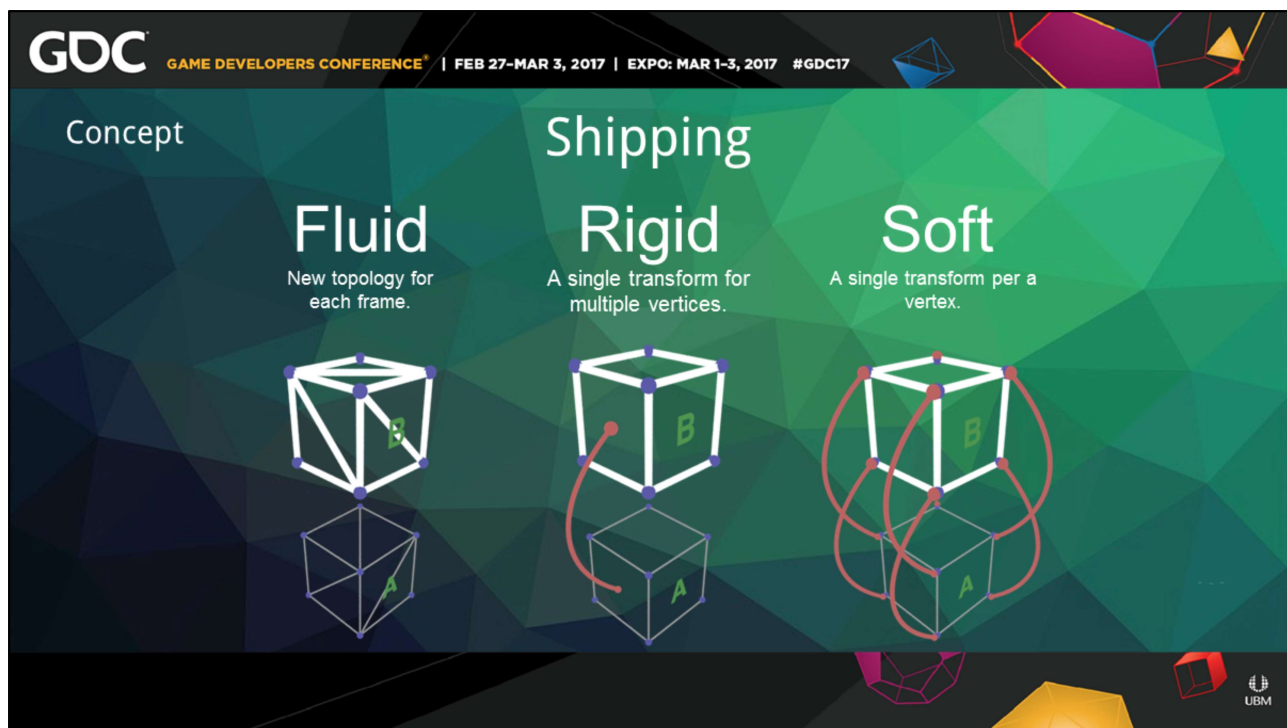 GDC GAME DEVELOPERS CONFERENCE® | FEB 27–MAR 3, 2017 | EXPO: MAR 1–3, 2017 #GDC17
Concept
Shipping
Fluid
New topology for
each frame.
Rigid
A single transform for
multiple vertices.
Soft
A single transform per a
vertex.
B
B
B
A
A
A
UBM